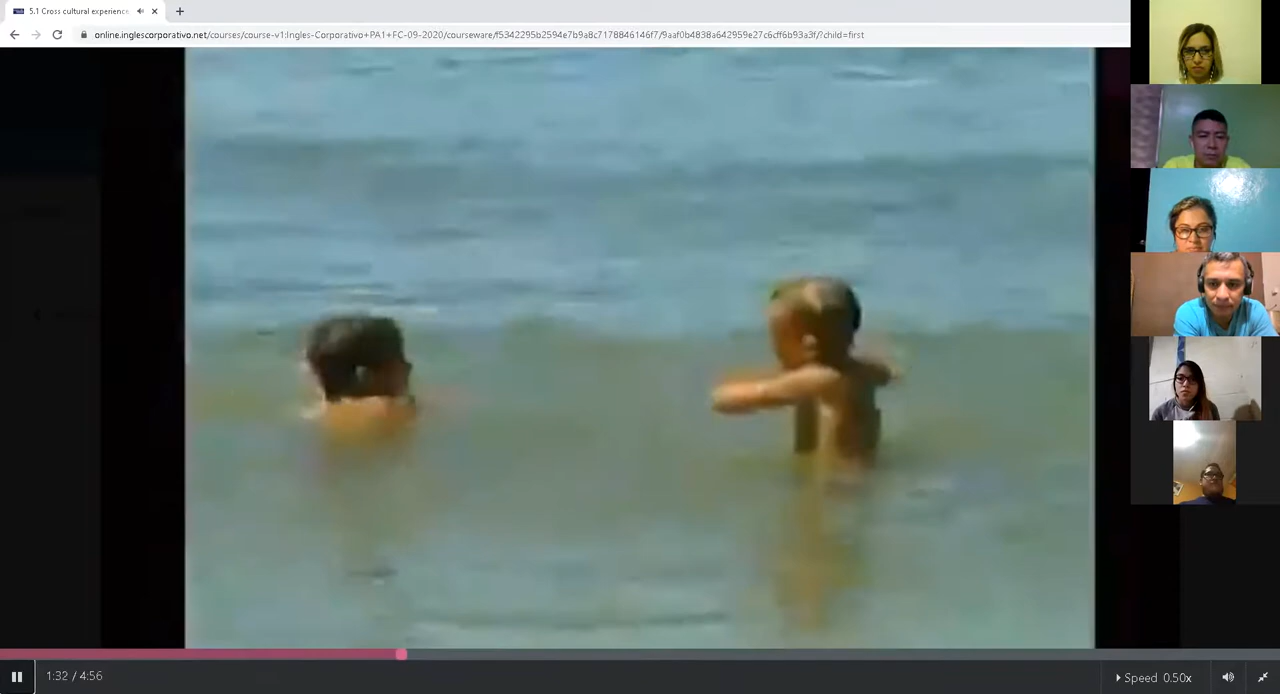 5.1 Cross cultural experienc
online.inglescorporativo.net/courses/course-v1:Ingles-Corporativo+PA1+FC-09-2020/courseware/f5342295b2594e7b9a8c7178846146f7/9aaf0b4838a642959e27c6cff6b93a3f/?child=first
1:32 / 4:56
Speed 0.50x